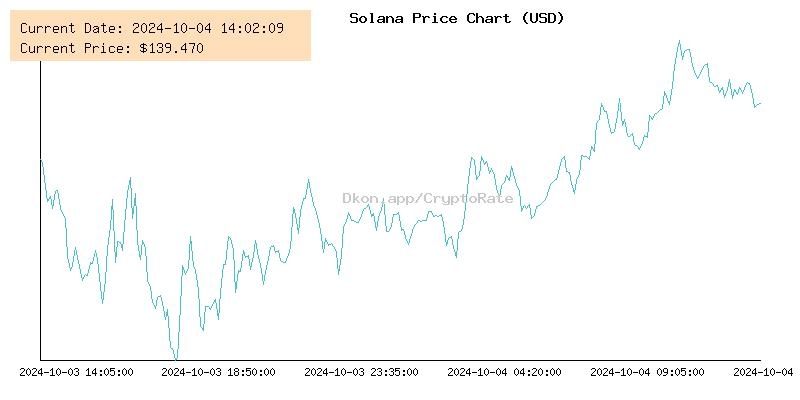 Solana Price Chart (USD)
Current Date: 2024-10-04 14:02:09
Current Price: $139.470
Dkon.app/CryptoRate
2024-10-03 14:05:00
2024-10-03 18:50:00
2024-10-03 23:35:00
2024-10-04 04:20:00
2024-10-04 09:05:00
2024-10-04